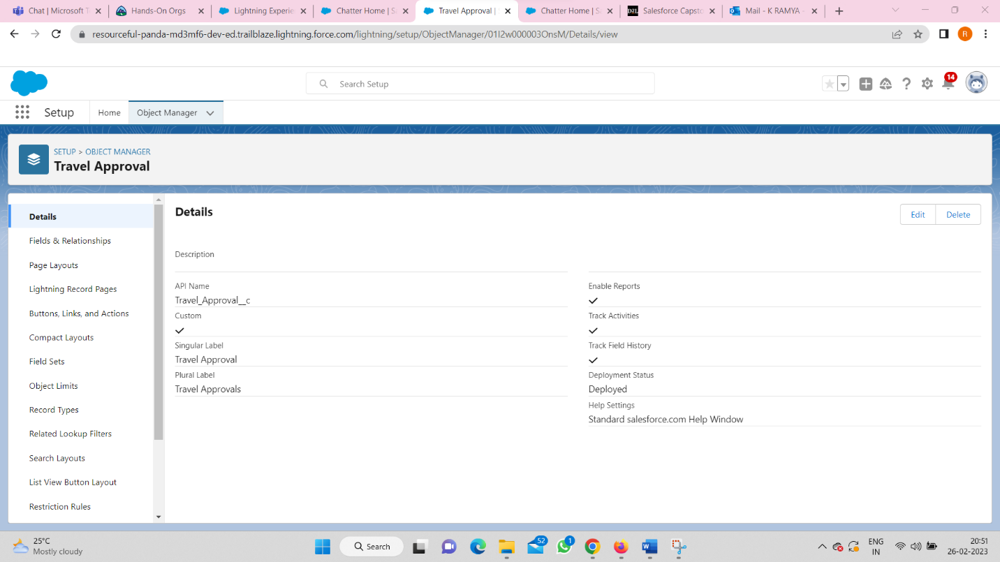 Chat | Microsoft T
Hands-On Orgs
Lightning Experie
Chatter Home | Sa
Travel Approval |
Chatter Home | Sa
DZL
Salesforce Capsto
Mail - K RAMYA -
resourceful-panda-md3mf6-dev-ed.trailblaze.lightning.force.com/lightning/setup/ObjectManager/01I2w000003OnsM/Details/view
R
Search Setup
14
Setup
Home
Object Manager
SETUP > OBJECT MANAGER
Travel Approval
Details
Fields & Relationships
Page Layouts
Lightning Record Pages
Buttons, Links, and Actions
Compact Layouts
Field Sets
Object Limits
Record Types
Related Lookup Filters
Search Layouts
List View Button Layout
Restriction Rules
Details
Edit
Delete
Description
API Name
Travel_Approval__c
Custom
Singular Label
Travel Approval
Plural Label
Travel Approvals
Enable Reports
Track Activities
Track Field History
Deployment Status
Deployed
Help Settings
Standard salesforce.com Help Window
25°C
Mostly cloudy
Search
52
1
W
ENG
IN
20:51
26-02-2023